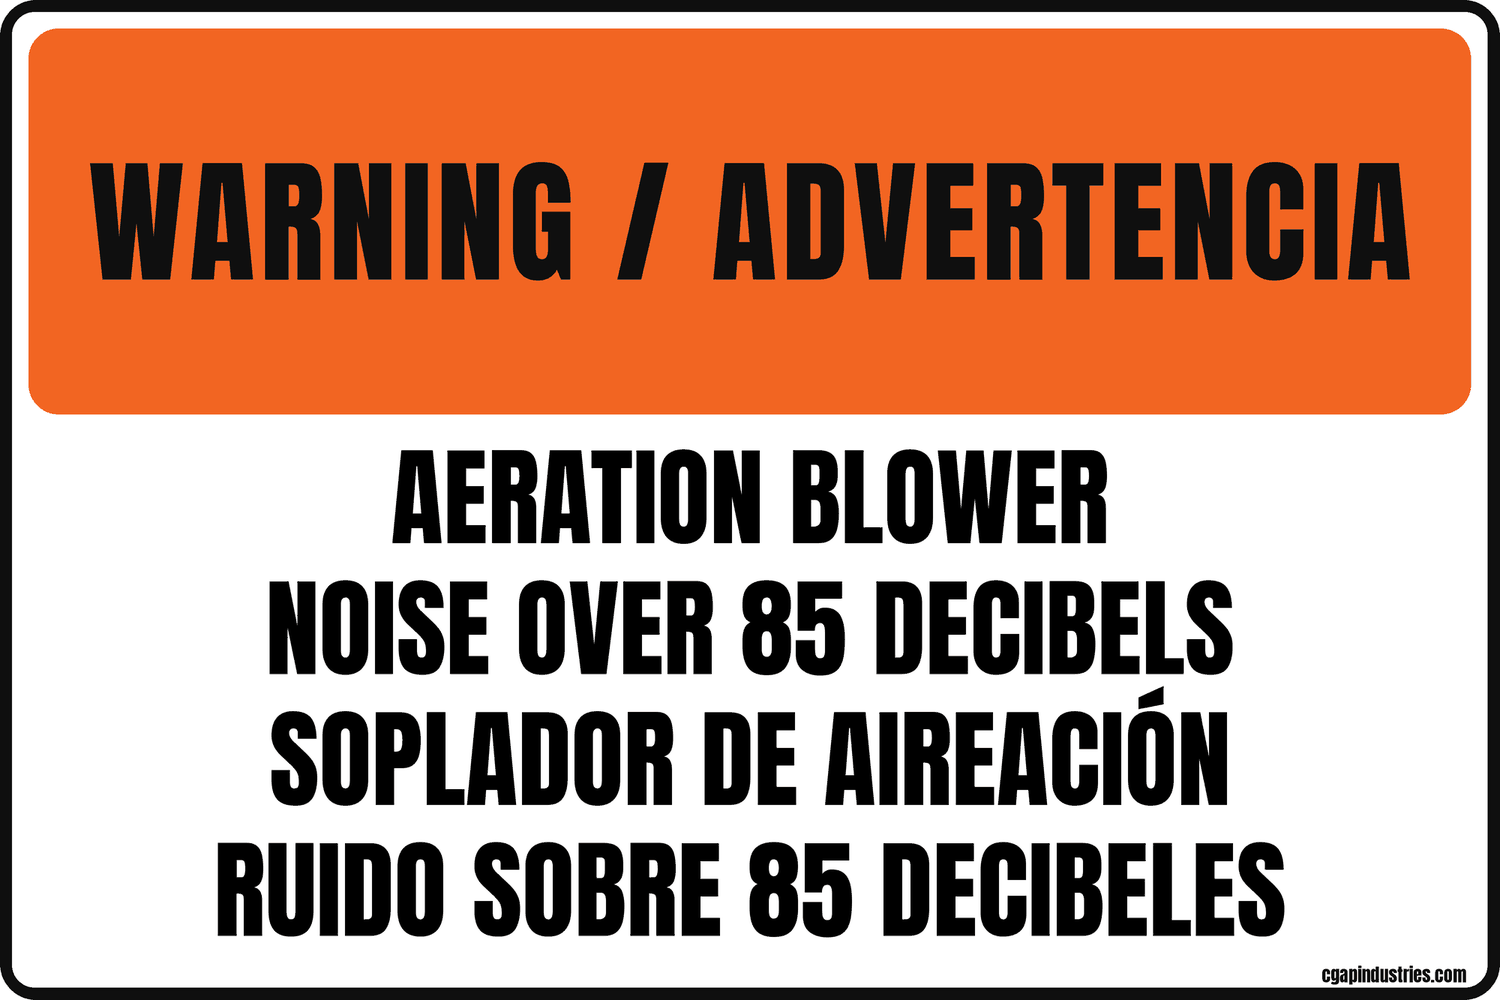 WARNING / ADVERTENCIA
AERATION BLOWER
NOISE OVER 85 DECIBELS
SOPLADOR DE AIREACIÓN
RUIDO SOBRE 85 DECIBELES
cgapindustries.com